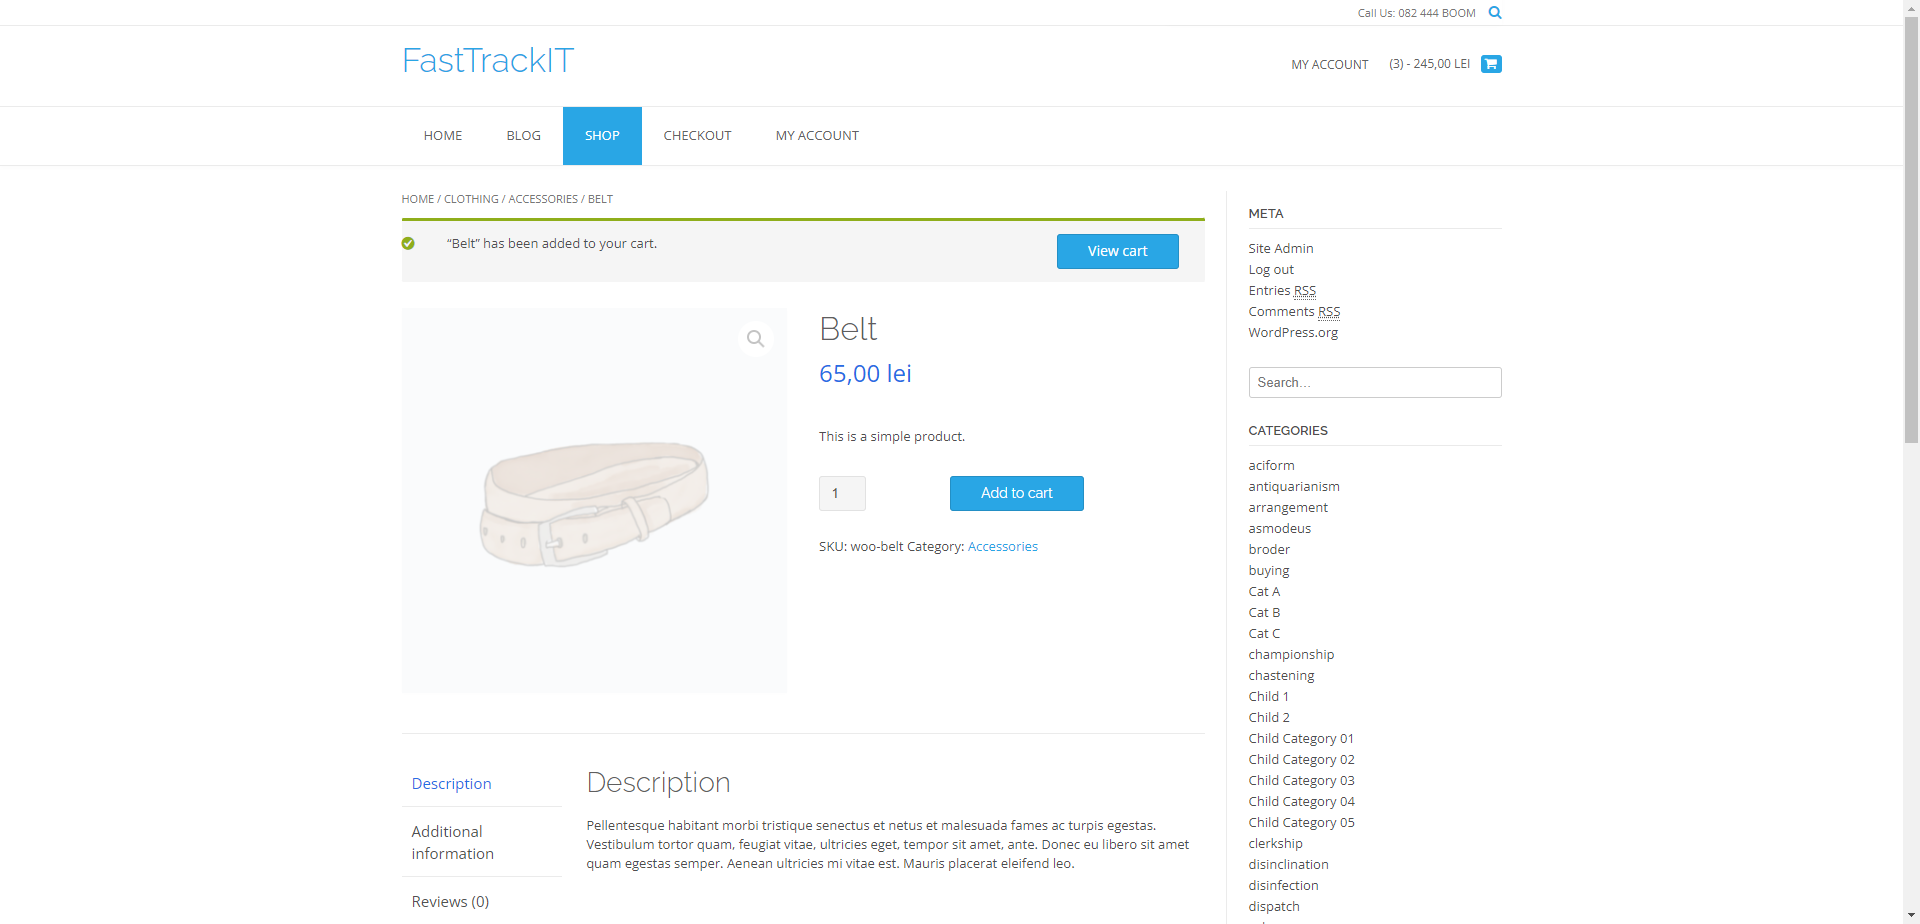 Call Us: 082 444 BOOM
FastTrackIT
MY ACCOUNT (3) - 245,00 LEI
HOME BLOG SHOP CHECKOUT MY ACCOUNT
HOME / CLOTHING / ACCESSORIES / BELT
“Belt” has been added to your cart.
View cart
Belt
65,00 lei
This is a simple product.
1 Add to cart
SKU: woo-belt Category: Accessories
Description
Additional
information
Reviews (0)
Description
Pellentesque habitant morbi tristique senectus et netus et malesuada fames ac turpis egestas.
Vestibulum tortor quam, feugiat vitae, ultricies eget, tempor sit amet, ante. Donec eu libero sit amet
quam egestas semper. Aenean ultricies mi vitae est. Mauris placerat eleifend leo.
META
Site Admin
Log out
Entries RSS
Comments RSS
WordPress.org
Search…
CATEGORIES
aciform
antiquarianism
arrangement
asmodeus
broder
buying
Cat A
Cat B
Cat C
championship
chastening
Child 1
Child 2
Child Category 01
Child Category 02
Child Category 03
Child Category 04
Child Category 05
clerkship
disinclination
disinfection
dispatch